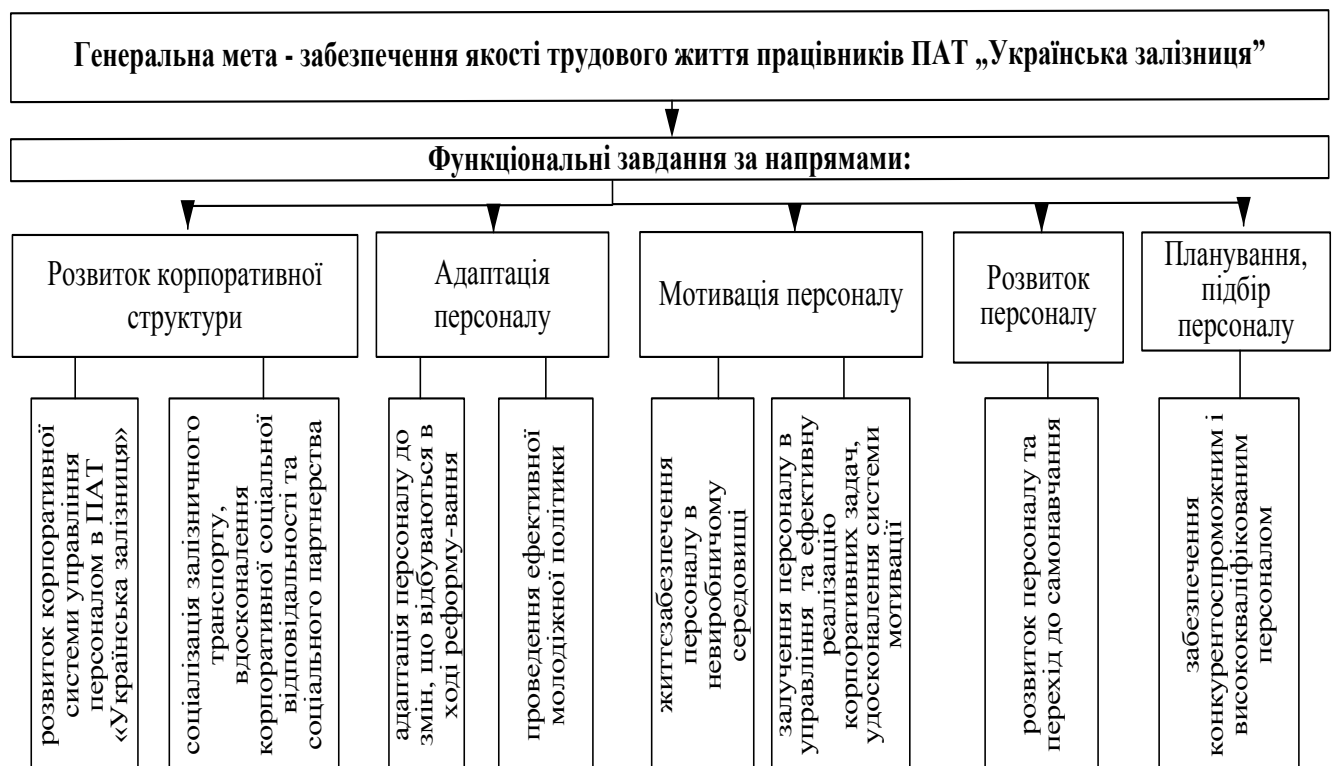 Генеральна мета - забезпечення якості трудового життя працівників ПАТ „Українська залізниця”
Функціональні завдання за напрямами:
Розвиток корпоративної
структури
Адаптація
персоналу
Мотивація персоналу
Розвиток
персоналу
Планування,
підбір
персоналу
розвиток корпоративної
системи управління
персоналом в ПАТ
«Українська залізниця»
соціалізація залізничного
транспорту,
вдосконалення
корпоративної соціальної
відповідальності та
соціального партнерства
адаптація персоналу до
змін, що відбуваються в
ході реформу-вання
проведення ефективної
молодіжної політики
життєзабезпечення
персоналу в
невиробничому
середовищі
залучення персоналу в
управління та ефективну
реалізацію
корпоративних задач,
удосконалення системи
мотивації
розвиток персоналу та
перехід до самонавчання
забезпечення
конкурентоспроможним і
висококваліфікованим
персоналом